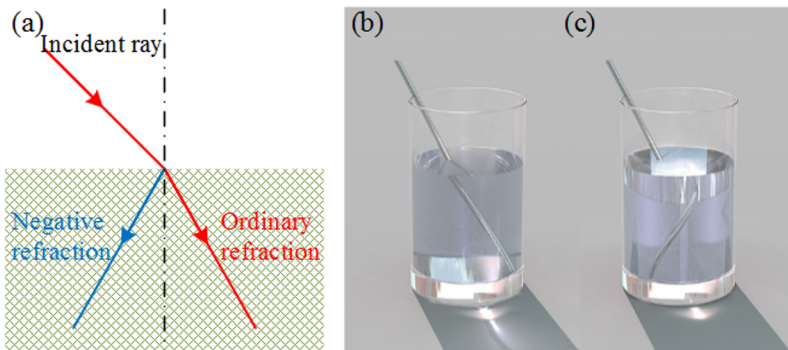 (a)
Incident ray
Negative
refraction
Ordinary
refraction
(b)
(c)